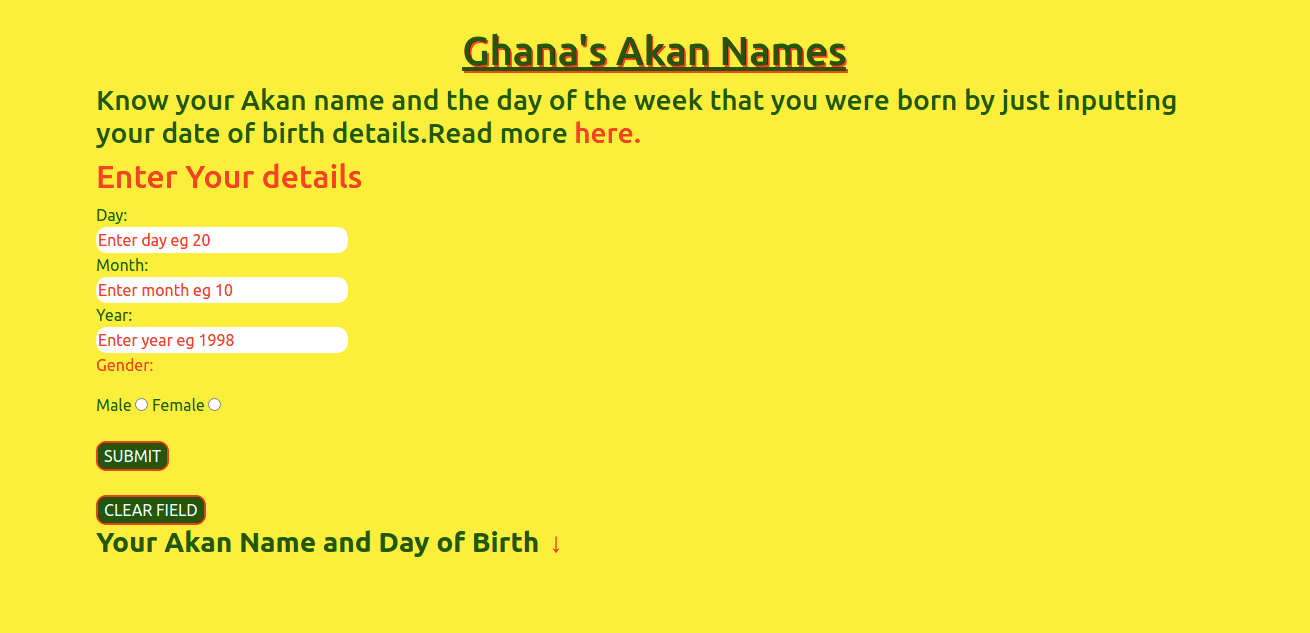 Ghana's Akan Names
Know your Akan name and the day of the week that you were born by just inputting
your date of birth details.Read more here.
Enter Your details
Day:
Enter day eg 20
Month:
Enter month eg 10
Year:
Enter year eg 1998
Gender:
Male Female
SUBMIT
CLEAR FIELD
Your Akan Name and Day of Birth ↓